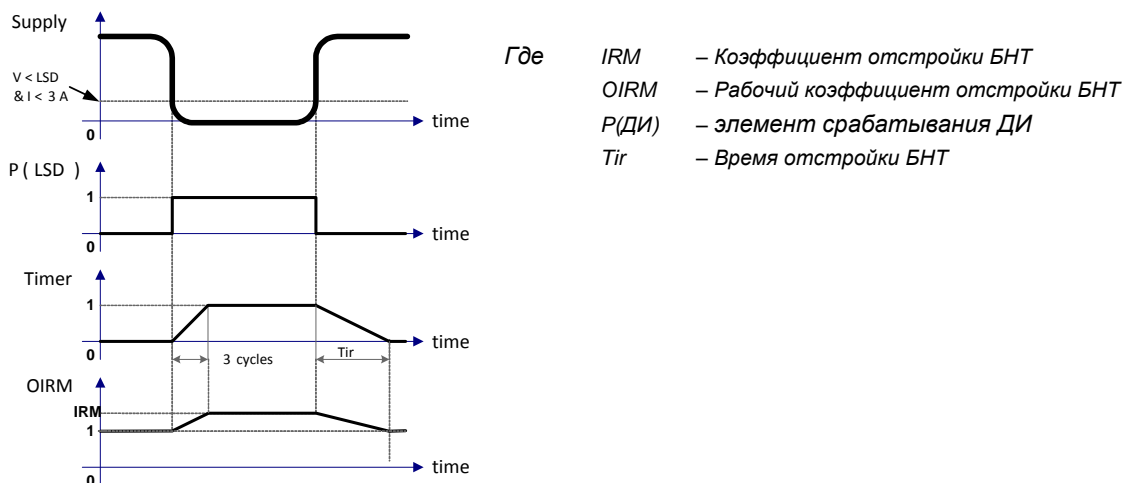 Supply
V < LSD
& I < 3 A
0
time
P ( LSD )
1
0
time
Timer
1
0
3 cycles
Tir
time
OIRM
IRM
1
0
time
Где IRM – Коэффициент отстройки БНТ
OIRM – Рабочий коэффициент отстройки БНТ
P(ДИ) – элемент срабатывания ДИ
Tir – Время отстройки БНТ